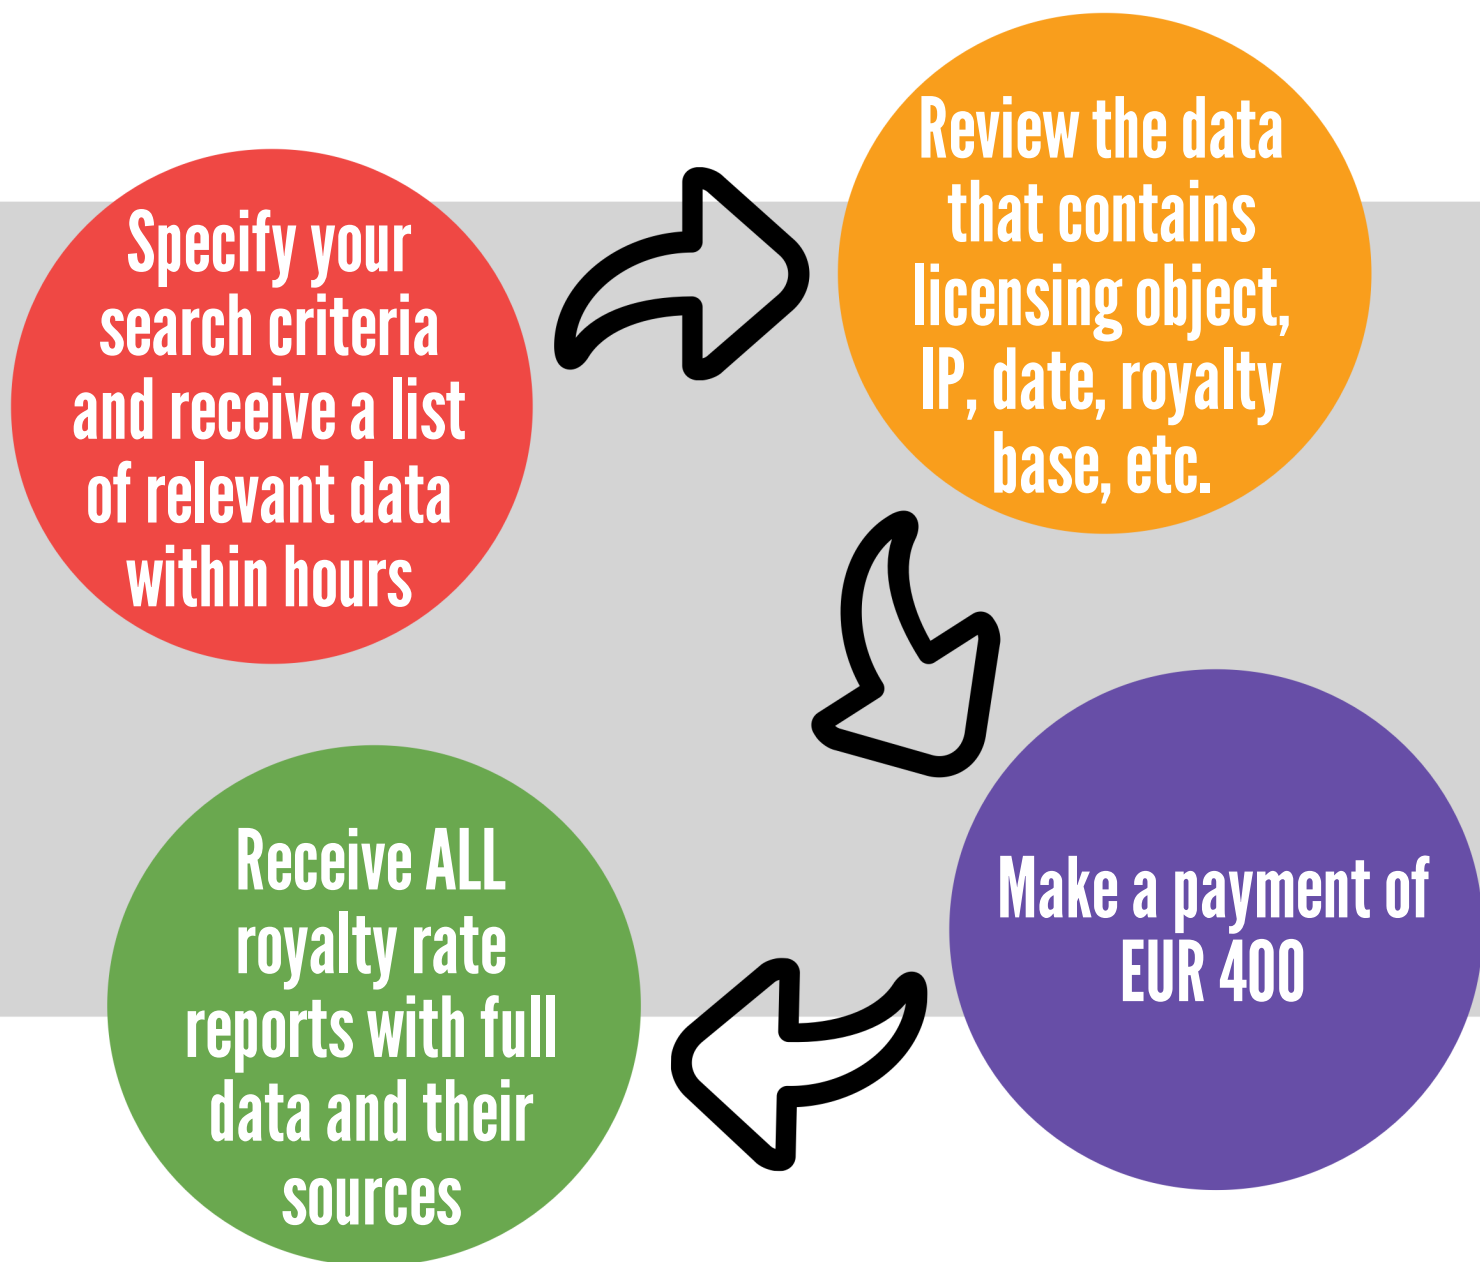 Specify your
search criteria
and receive a list
of relevant data
within hours
Review the data
that contains
licensing object,
IP, date, royalty
base, etc.
Make a payment of
EUR 400
Receive ALL
royalty rate
reports with full
data and their
sources